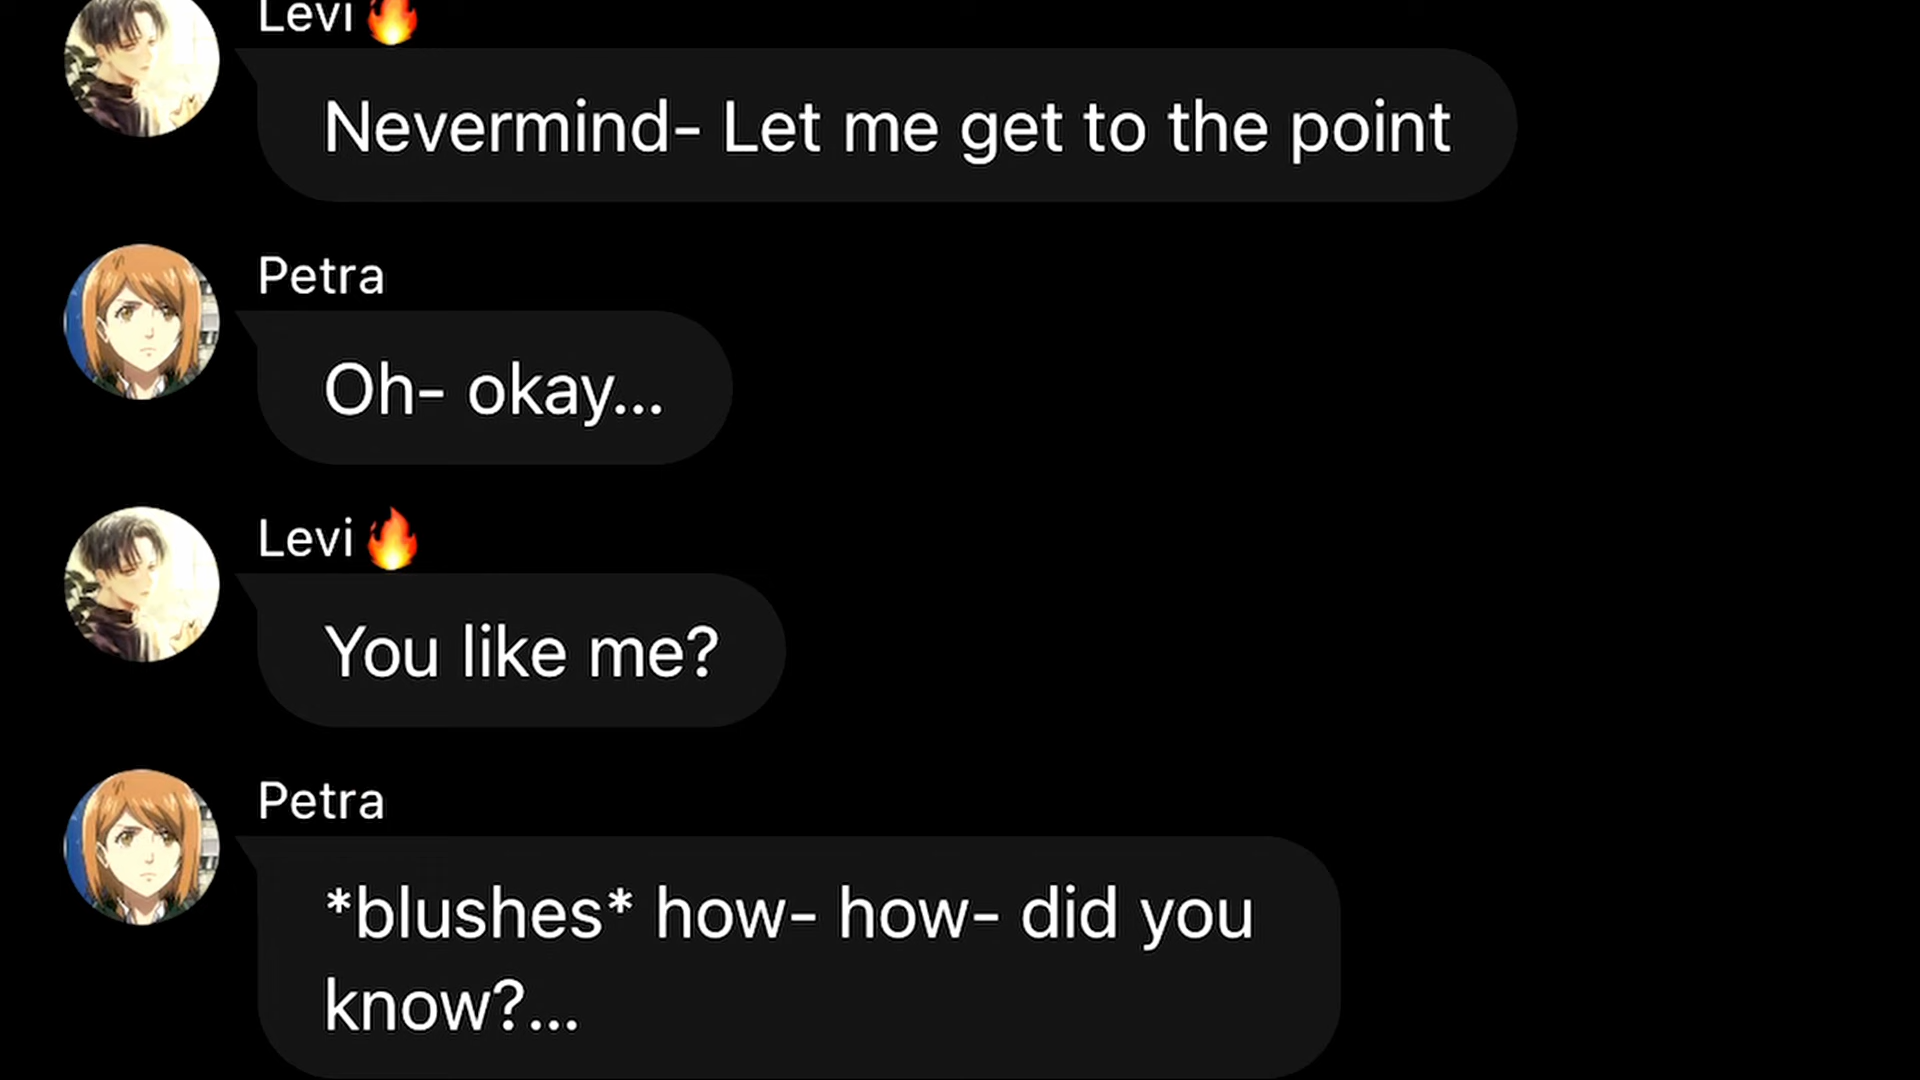 Levi🔥
Nevermind- Let me get to the point
Petra
Oh- okay...
Levi🔥
You like me?
Petra
*blushes* how- how- did you
know?...